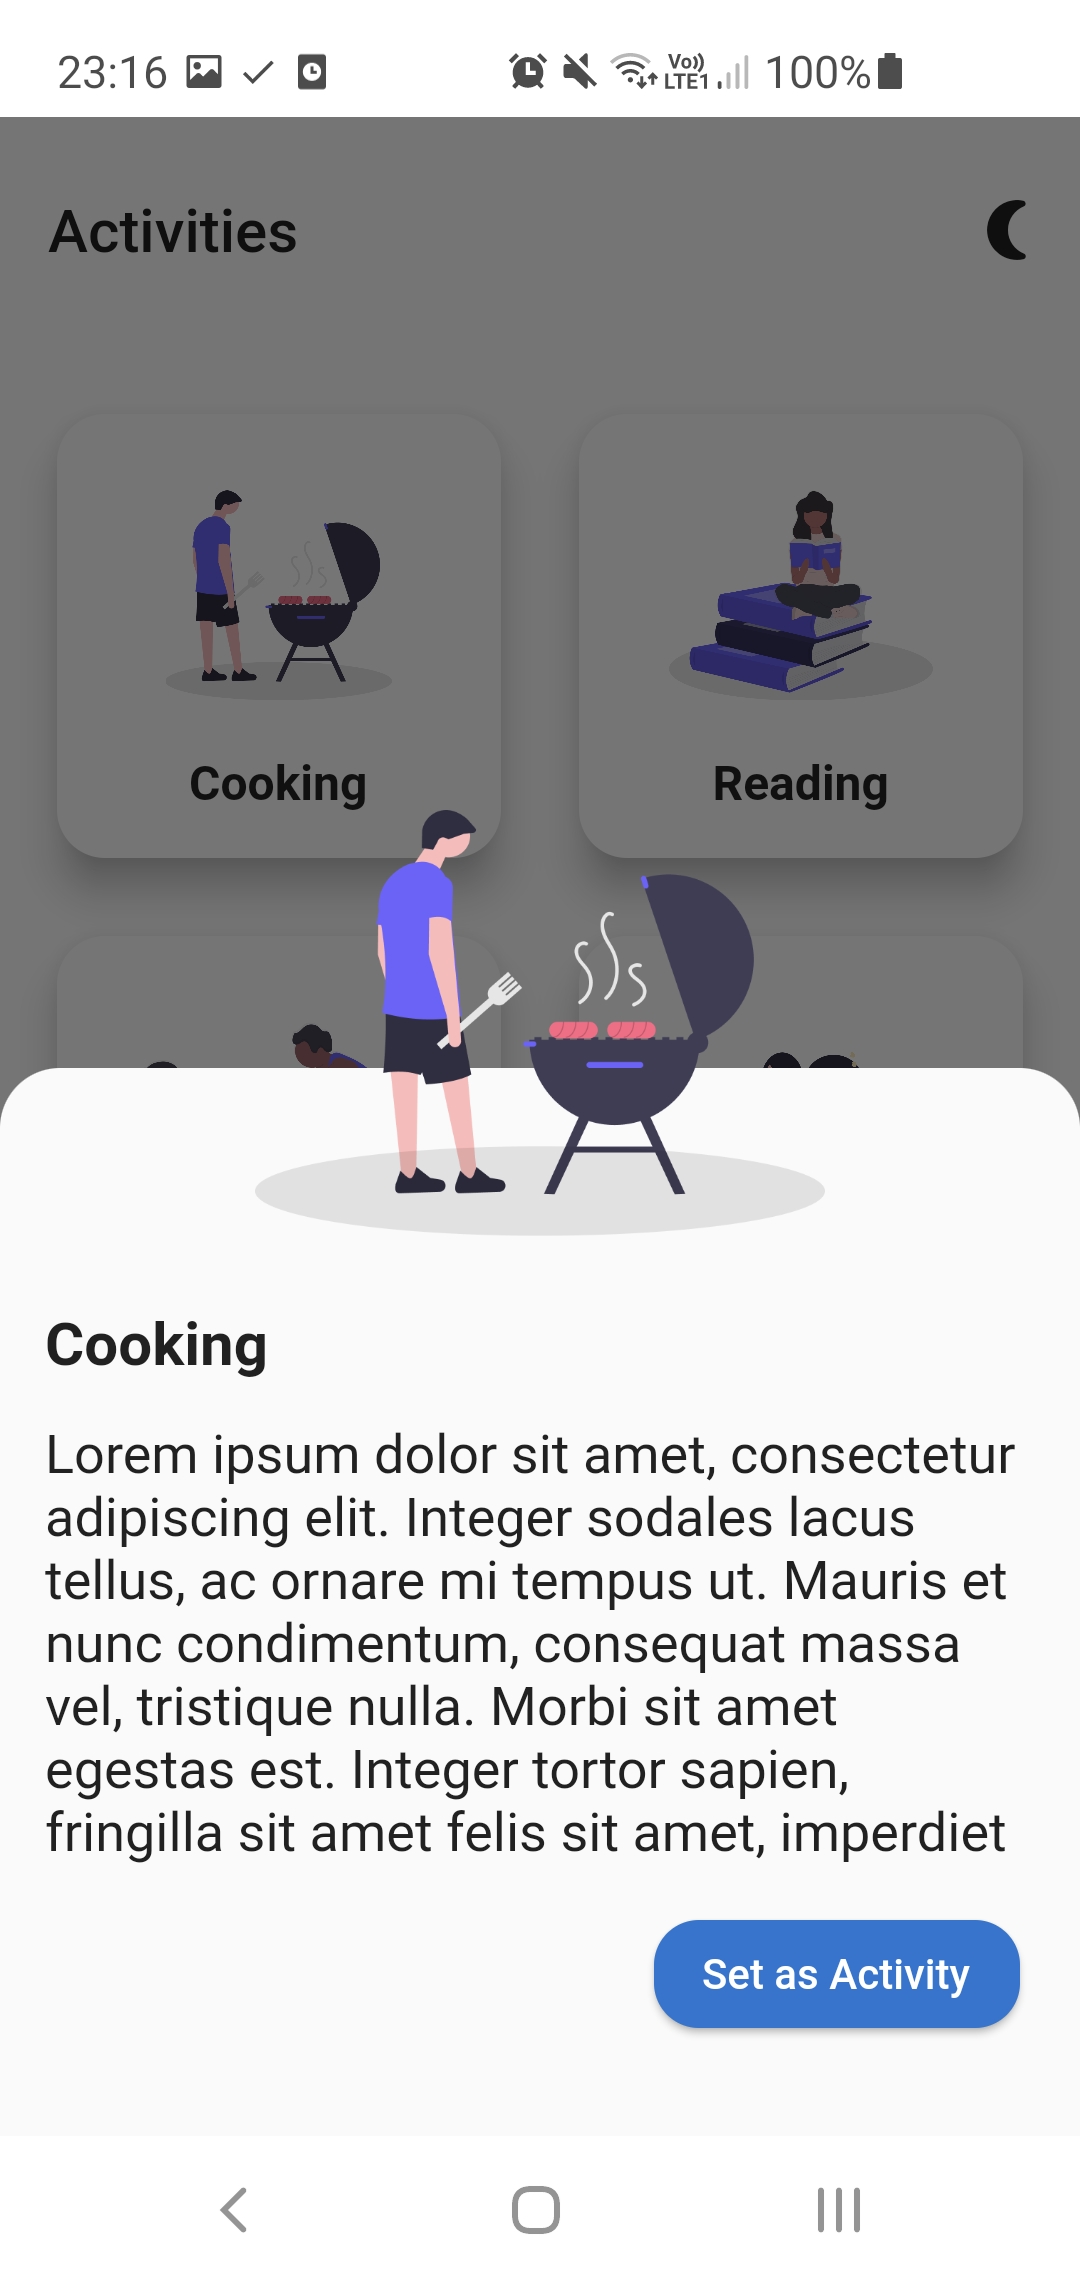 23:16
Vo)) LTE1 100%
Activities
Cooking
Reading
Cooking
Lorem ipsum dolor sit amet, consectetur
adipiscing elit. Integer sodales lacus
tellus, ac ornare mi tempus ut. Mauris et
nunc condimentum, consequat massa
vel, tristique nulla. Morbi sit amet
egestas est. Integer tortor sapien,
fringilla sit amet felis sit amet, imperdiet
Set as Activity